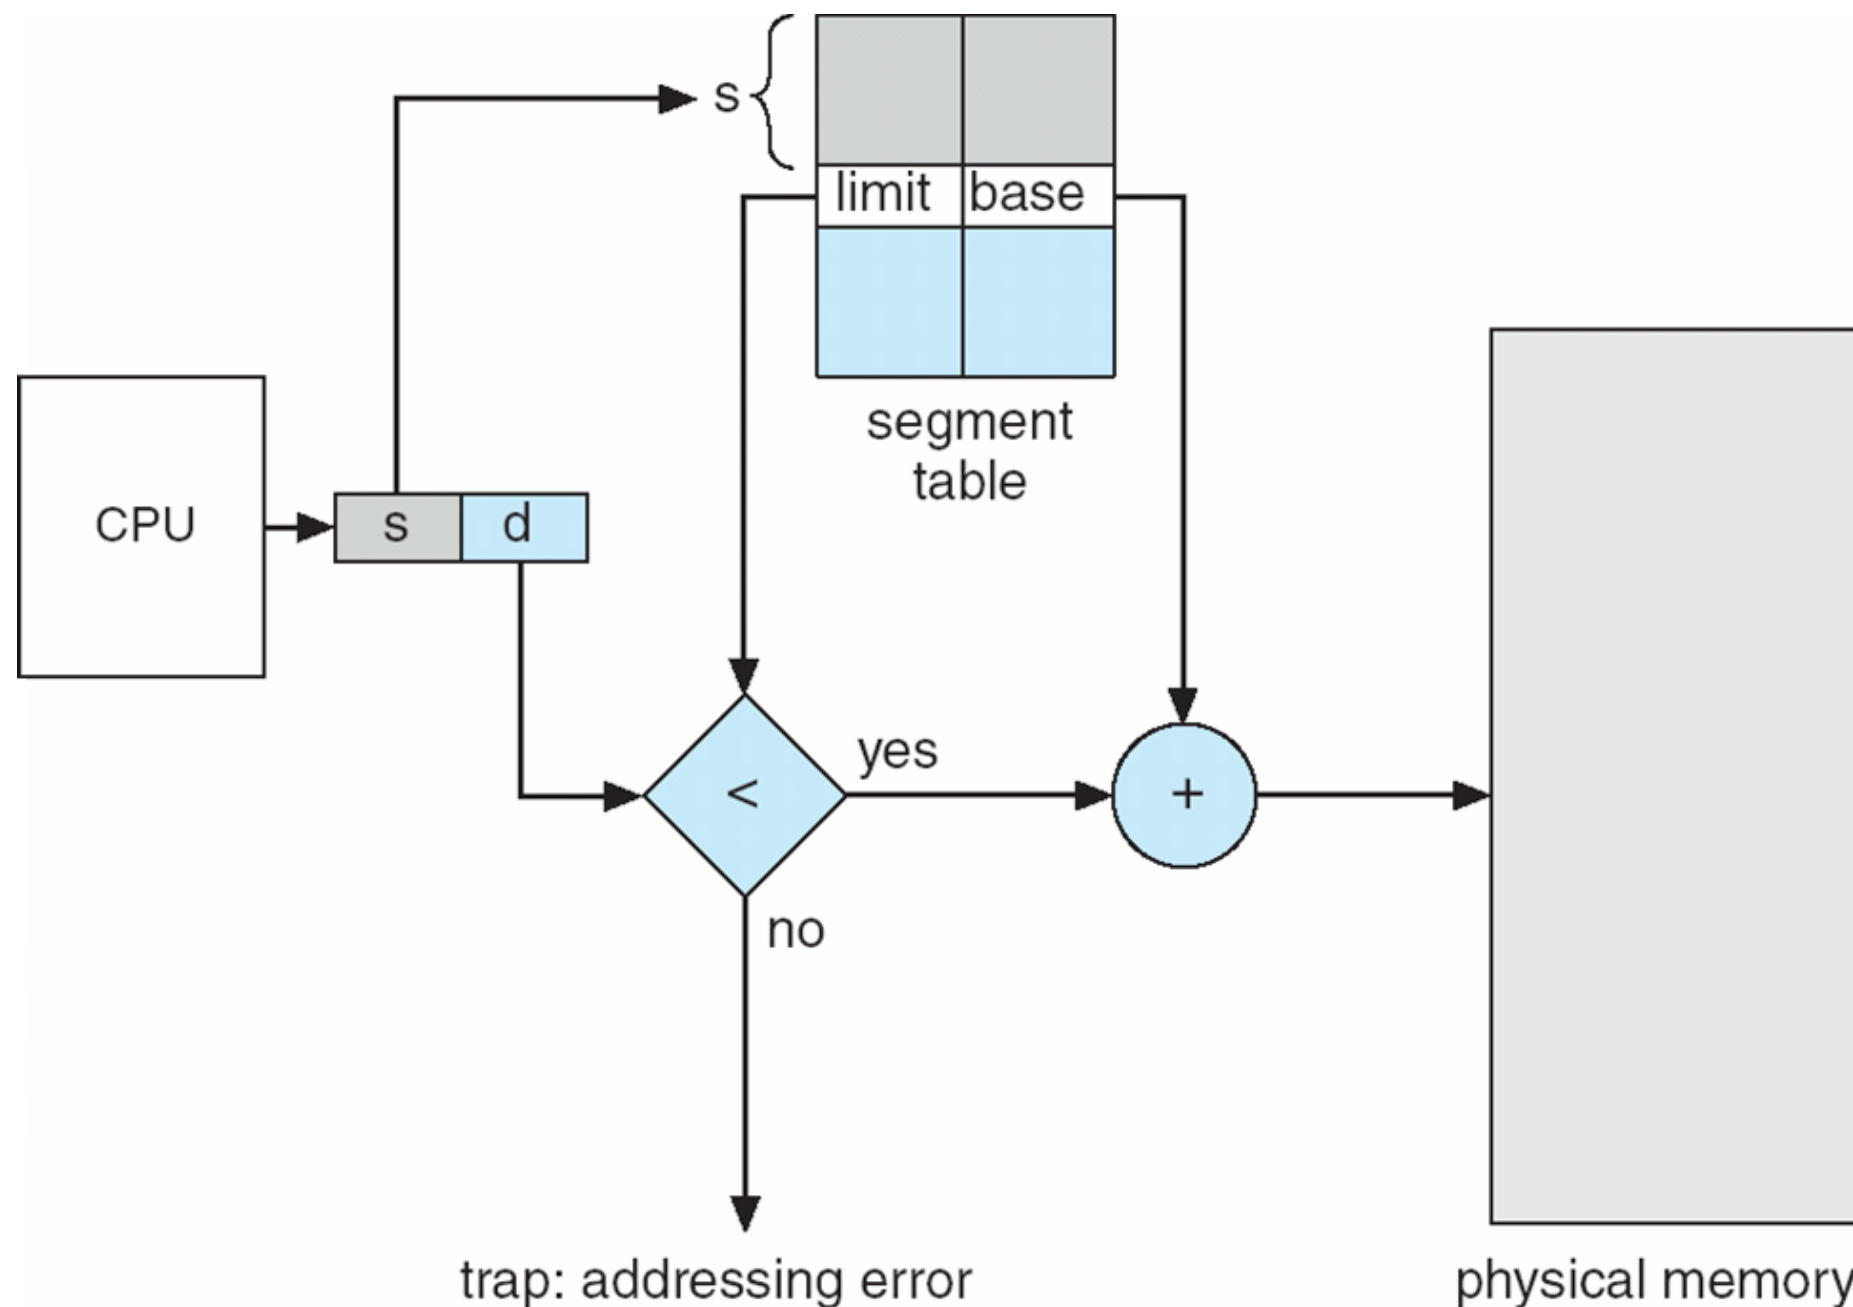 s
limit base
segment
table
CPU
s d
yes
<
+
no
trap: addressing error
physical memory